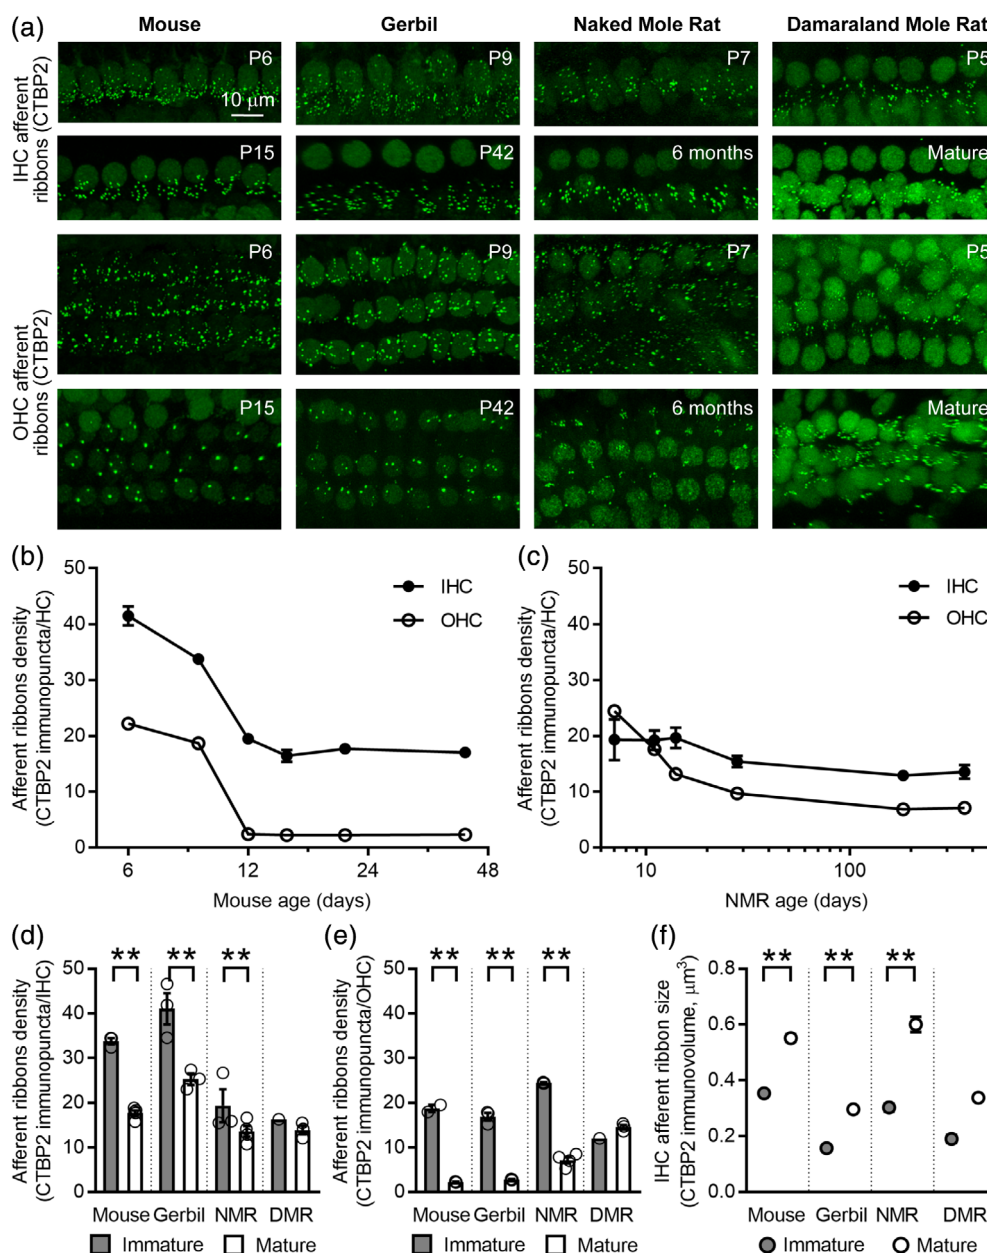 (a)
Mouse Gerbil Naked Mole Rat Damaraland Mole Rat
IHC afferent
ribbons (CTBP2)
P6 P9 P7 P5
10 μm
P15 P42 6 months Mature
OHC afferent
ribbons (CTBP2)
P6 P9 P7 P5
P15 P42 6 months Mature
(b)
Afferent ribbons density
(CTBP2 immunopuncta/HC)
50
40
30
20
10
0
IHC
OHC
6 12 24 48
Mouse age (days)
(c)
Afferent ribbons density
(CTBP2 immunopuncta/HC)
50
40
30
20
10
0
IHC
OHC
10 100
NMR age (days)
(d)
Afferent ribbons density
(CTBP2 immunopuncta/IHC)
** ** **
50
40
30
20
10
0
Mouse Gerbil NMR DMR
Immature Mature
(e)
Afferent ribbons density
(CTBP2 immunopuncta/OHC)
** ** **
50
40
30
20
10
0
Mouse Gerbil NMR DMR
Immature Mature
(f)
IHC afferent ribbon size
(CTBP2 immunovolume, μm³)
** ** **
0.8
0.6
0.4
0.2
0.0
Mouse Gerbil NMR DMR
Immature Mature